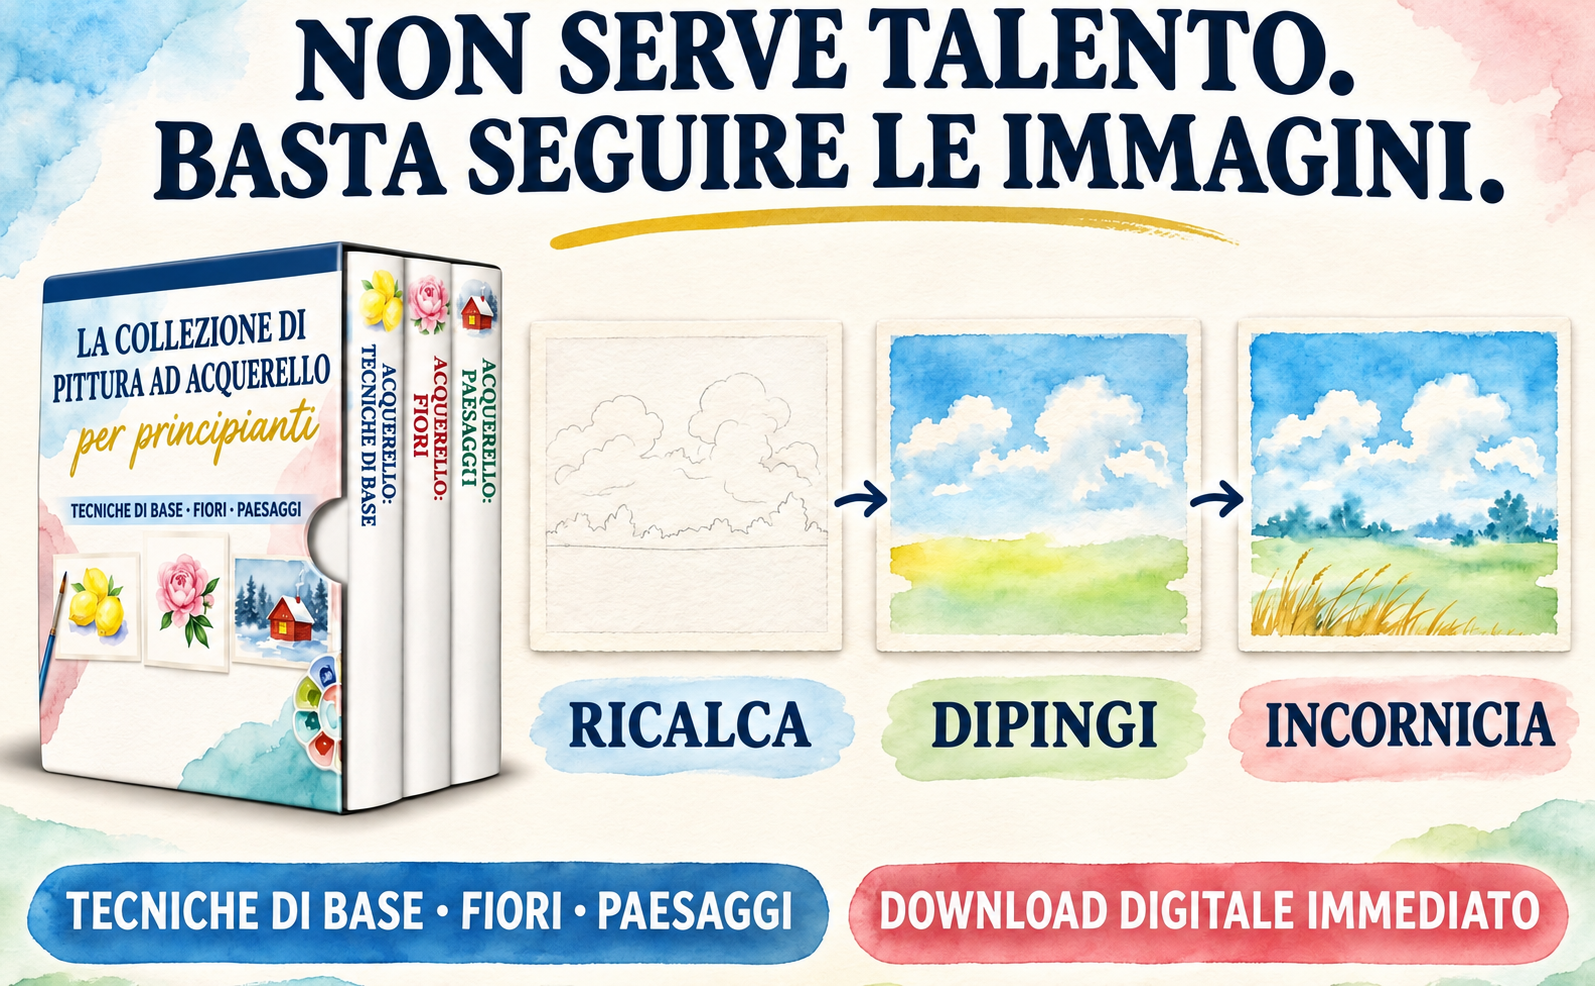 NON SERVE TALENTO.
BASTA SEGUIRE LE IMMAGINI.
LA COLLEZIONE DI
PITTURA AD ACQUERELLO
per principianti
TECNICHE DI BASE • FIORI • PAESAGGI
ACQUERELLO:
TECNICHE DI BASE
ACQUERELLO:
FIORI
ACQUERELLO:
PAESAGGI
RICALCA
DIPINGI
INCORNICIA
TECNICHE DI BASE • FIORI • PAESAGGI
DOWNLOAD DIGITALE IMMEDIATO